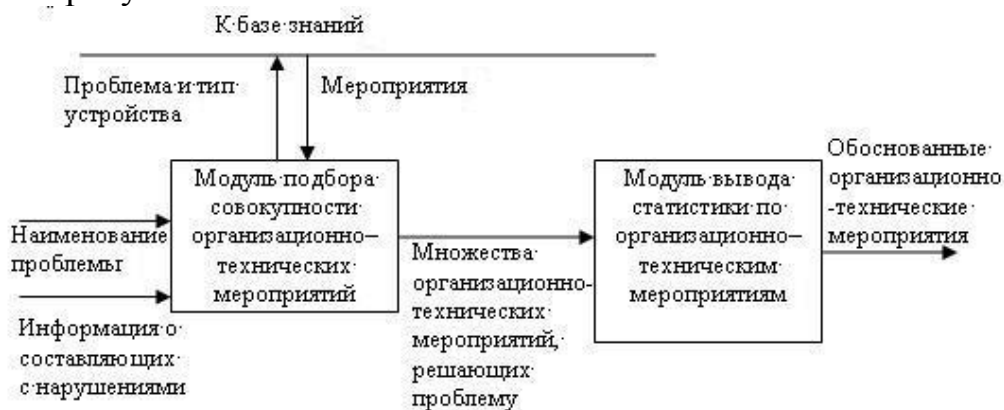 К базе знаний
Проблема и тип
устройства
Мероприятия
Модуль подбора
совокупности
организационно–
технических
мероприятий
Модуль вывода
статистики по
организационно–
техническим
мероприятиям
Обоснованные
организационно
-технические
мероприятия
Наименование
проблемы
Множества
организационно-
технических
мероприятий,
решающих
проблему
Информация о
составляющих
с нарушениями